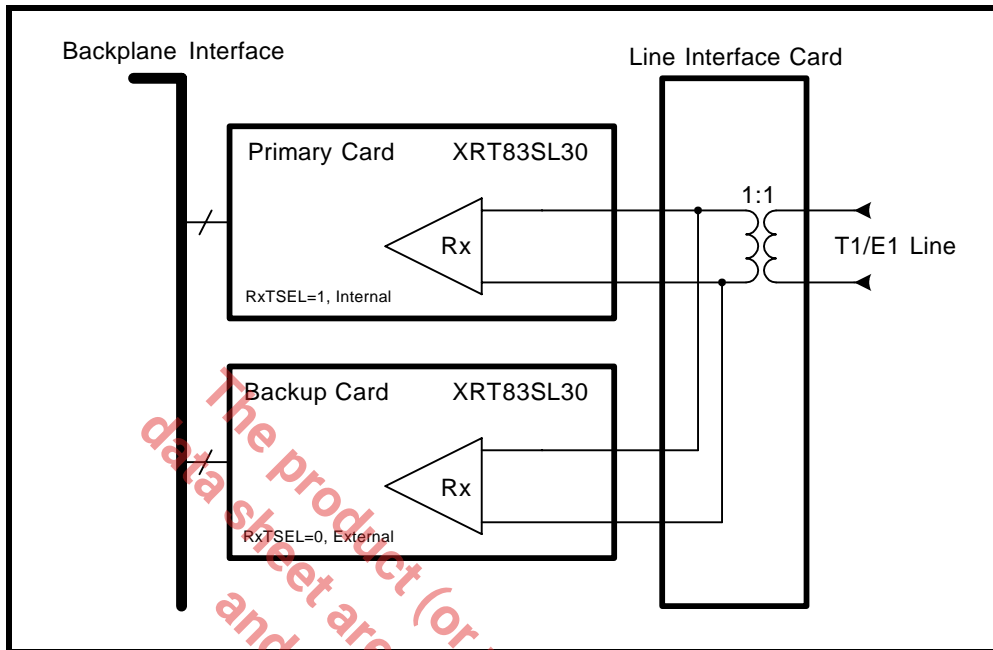 Backplane Interface
Line Interface Card
Primary Card XRT83SL30
1:1
Rx
T1/E1 Line
RxTSEL=1, Internal
Backup Card XRT83SL30
Rx
RxTSEL=0, External
The product (or
data sheet are
and